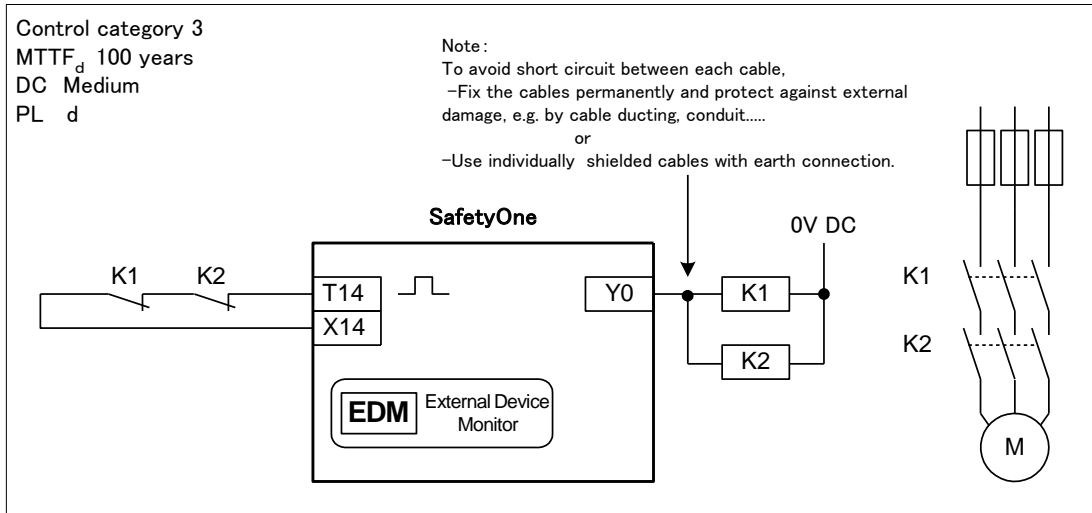 Control category 3
MTTFd 100 years
DC Medium
PL d
Note:
To avoid short circuit between each cable,
-Fix the cables permanently and protect against external
damage, e.g. by cable ducting, conduit.....
or
-Use individually shielded cables with earth connection.
SafetyOne
0V DC
K1 K2
T14
X14
Y0
K1
K2
EDM
External Device
Monitor
K1
K2
M